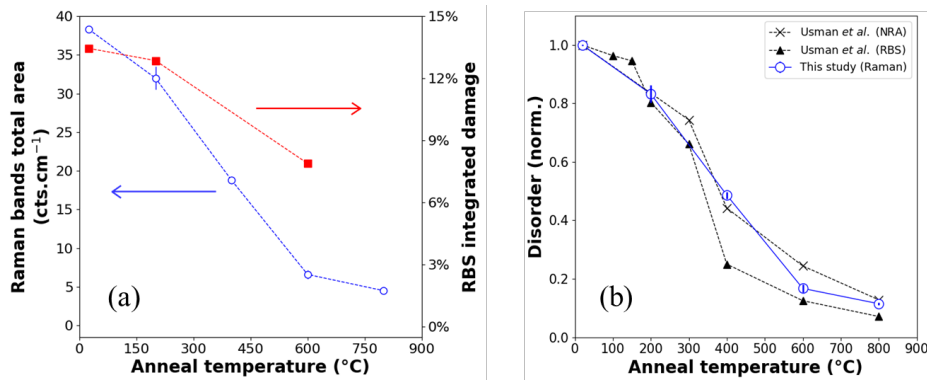 40
35
30
25
20
15
10
5
0
Raman bands total area
(cts.cm⁻¹)
15%
12%
9%
6%
3%
0%
RBS integrated damage
(a)
0 150 300 450 600 750 900
Anneal temperature (°C)
1.0
0.8
0.6
0.4
0.2
0.0
Disorder (norm.)
Usman et al. (NRA)
Usman et al. (RBS)
This study (Raman)
(b)
0 100 200 300 400 500 600 700 800 900
Anneal temperature (°C)